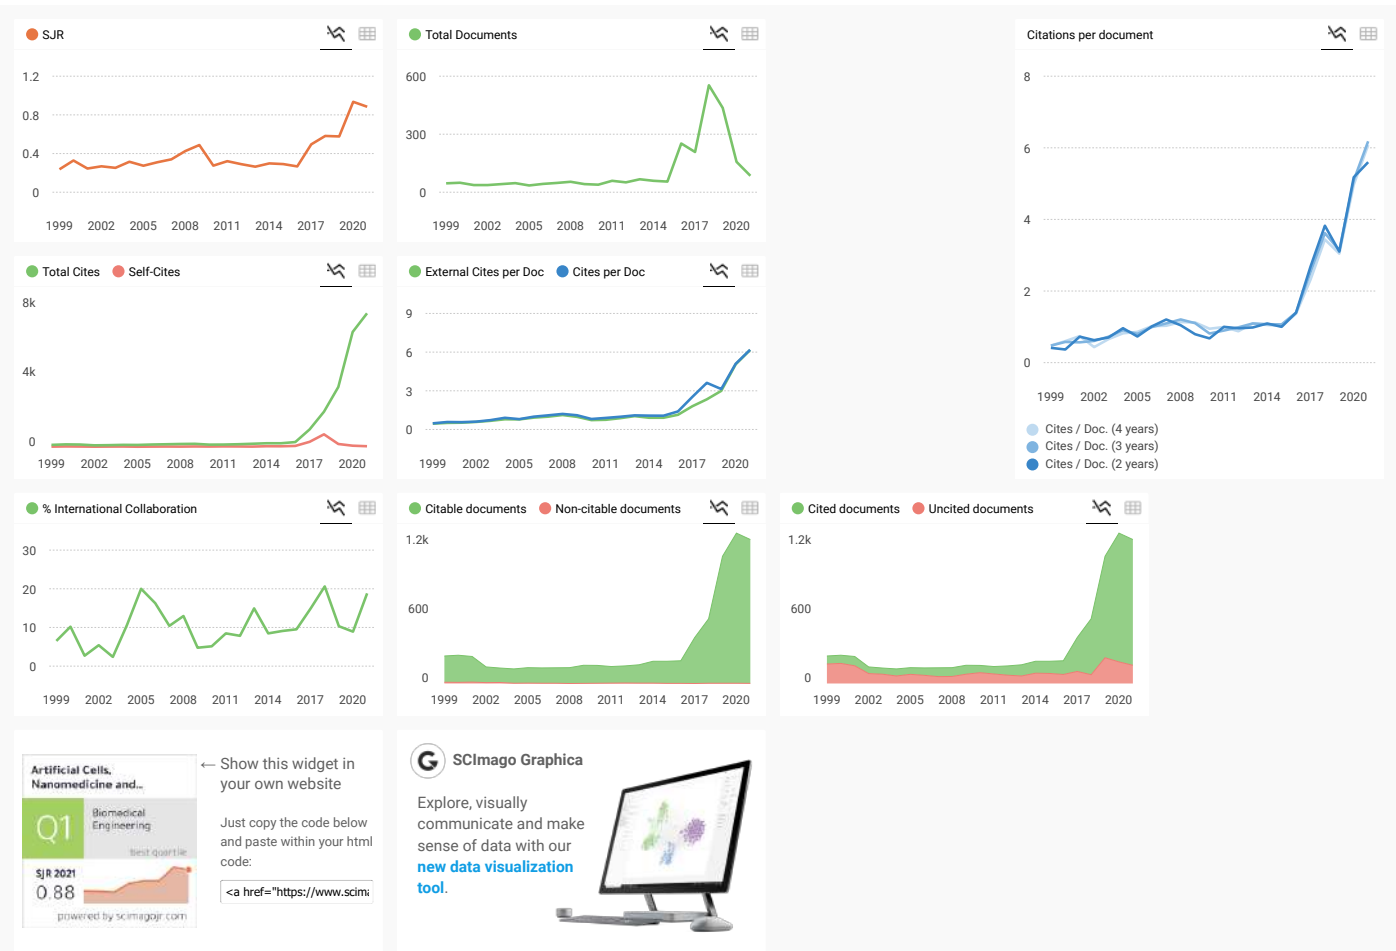 SJR
1.2
0.8
0.4
0
1999 2002 2005 2008 2011 2014 2017 2020
Total Documents
600
300
0
1999 2002 2005 2008 2011 2014 2017 2020
Citations per document
8
6
4
2
0
1999 2002 2005 2008 2011 2014 2017 2020
Cites / Doc. (4 years)
Cites / Doc. (3 years)
Cites / Doc. (2 years)
Total Cites Self-Cites
8k
4k
0
1999 2002 2005 2008 2011 2014 2017 2020
External Cites per Doc Cites per Doc
9
6
3
0
1999 2002 2005 2008 2011 2014 2017 2020
% International Collaboration
30
20
10
0
1999 2002 2005 2008 2011 2014 2017 2020
Citable documents Non-citable documents
1.2k
600
0
1999 2002 2005 2008 2011 2014 2017 2020
Cited documents Uncited documents
1.2k
600
0
1999 2002 2005 2008 2011 2014 2017 2020
Artificial Cells,
Nanomedicine and...
Q1
Biomedical
Engineering
best quartile
SJR 2021
0.88
powered by scimagojr.com
← Show this widget in
your own website
Just copy the code below
and paste within your html
code:
<a href="https://www.scima
G
SCImago Graphica
Explore, visually
communicate and make
sense of data with our
new data visualization
tool.